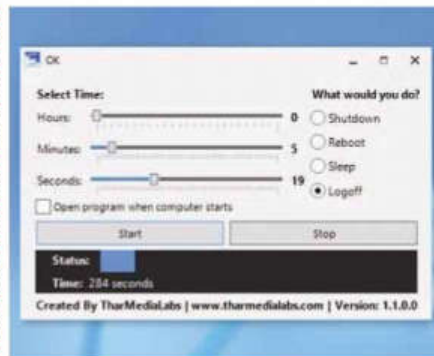 OK
Select Time:
What would you do?
Hours:
0
Shutdown
Minutes:
5
Reboot
Sleep
Seconds:
19
Logoff
Open program when computer starts
Start
Stop
Status:
Time: 284 seconds
Created By TharMediaLabs | www.tharmedialabs.com | Version: 1.1.0.0